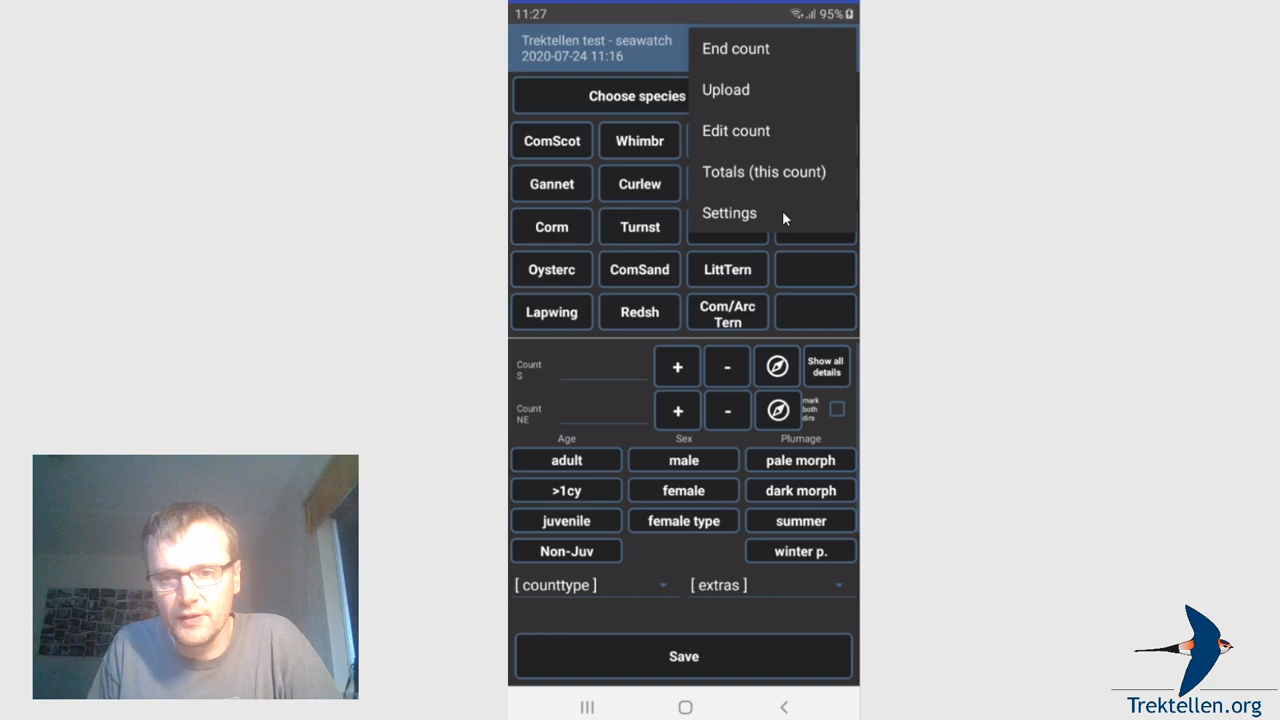 11:27
95%
Trektellen test - seawatch
2020-07-24 11:16
End count
Upload
Edit count
Totals (this count)
Settings
Choose species
ComScot
Whimbr
Gannet
Curlew
Corm
Turnst
Oysterc
ComSand
LittTern
Lapwing
Redsh
Com/Arc
Tern
Count
S
+
-
Show all
details
Count
NE
+
-
mark
both
dirs
Age
Sex
Plumage
adult
male
pale morph
>1cy
female
dark morph
juvenile
female type
summer
Non-Juv
winter p.
[ counttype ]
[ extras ]
Save
Trektellen.org